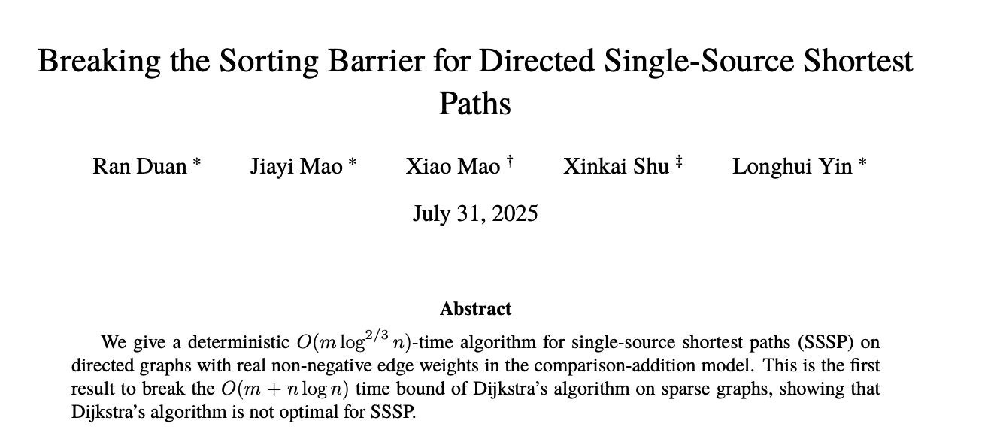 Breaking the Sorting Barrier for Directed Single-Source Shortest
Paths
Ran Duan * Jiayi Mao * Xiao Mao † Xinkai Shu ‡ Longhui Yin *
July 31, 2025
Abstract
We give a deterministic O(m log^{2/3} n)-time algorithm for single-source shortest paths (SSSP) on
directed graphs with real non-negative edge weights in the comparison-addition model. This is the first
result to break the O(m + n log n) time bound of Dijkstra's algorithm on sparse graphs, showing that
Dijkstra's algorithm is not optimal for SSSP.